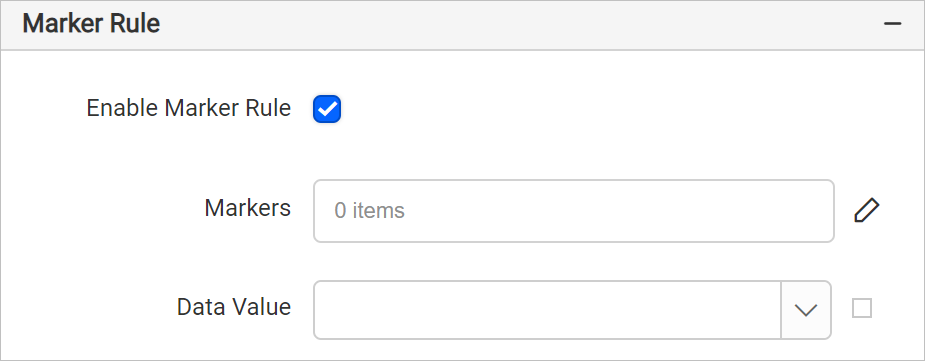 Marker Rule
Enable Marker Rule
Markers 0 items
Data Value